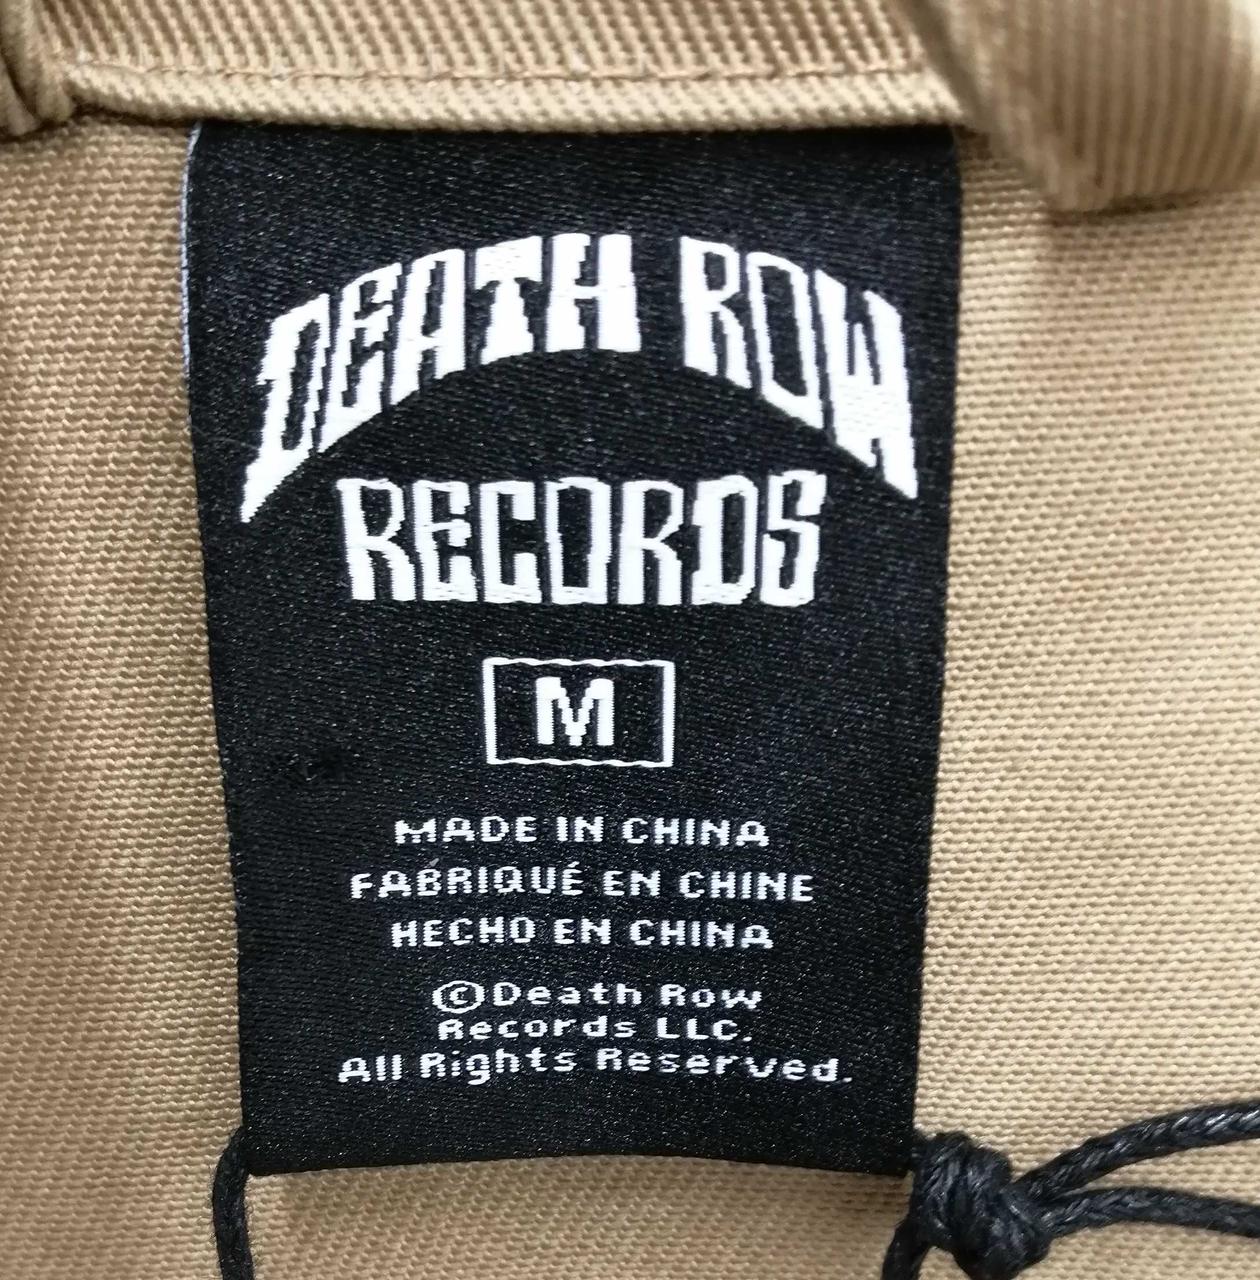 DEATH ROW
RECORDS
M
MADE IN CHINA
FABRIQUÉ EN CHINE
HECHO EN CHINA
©Death Row
Records LLC.
All Rights Reserved.